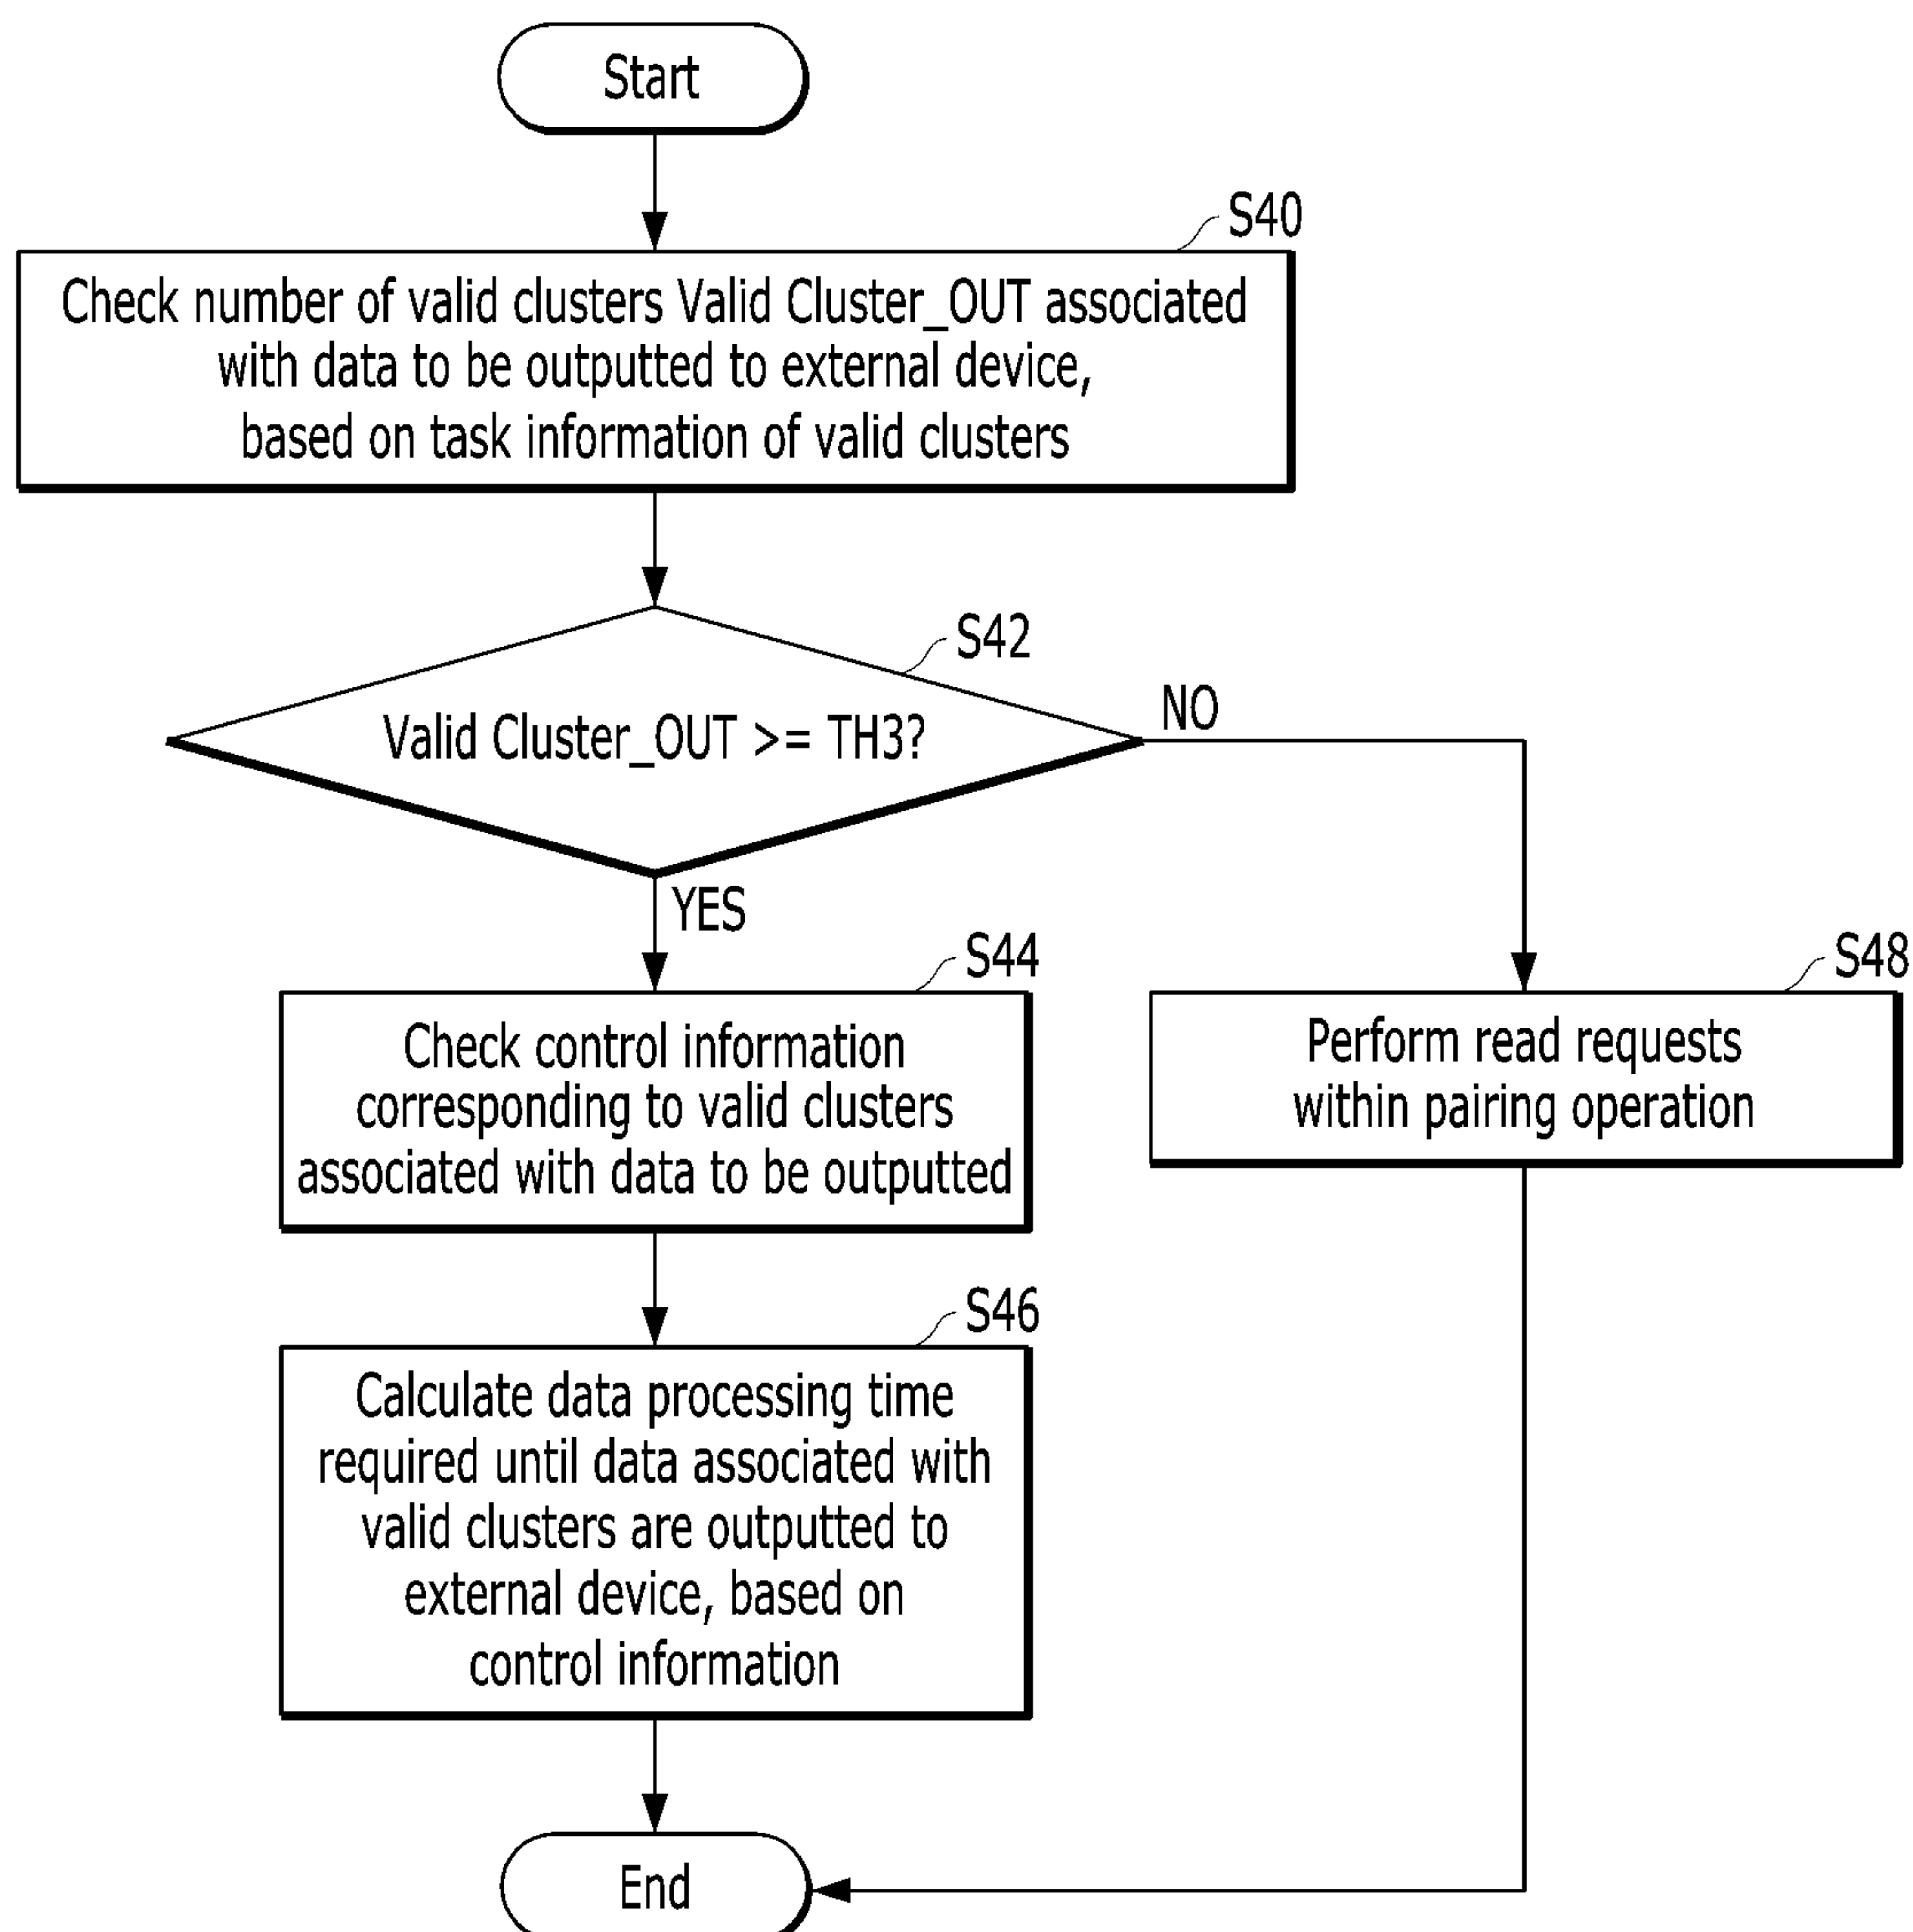 Start
S40
Check number of valid clusters Valid Cluster_OUT associated
with data to be outputted to external device,
based on task information of valid clusters
S42
Valid Cluster_OUT >= TH3?
NO
YES
S44
Check control information
corresponding to valid clusters
associated with data to be outputted
S48
Perform read requests
within pairing operation
S46
Calculate data processing time
required until data associated with
valid clusters are outputted to
external device, based on
control information
End